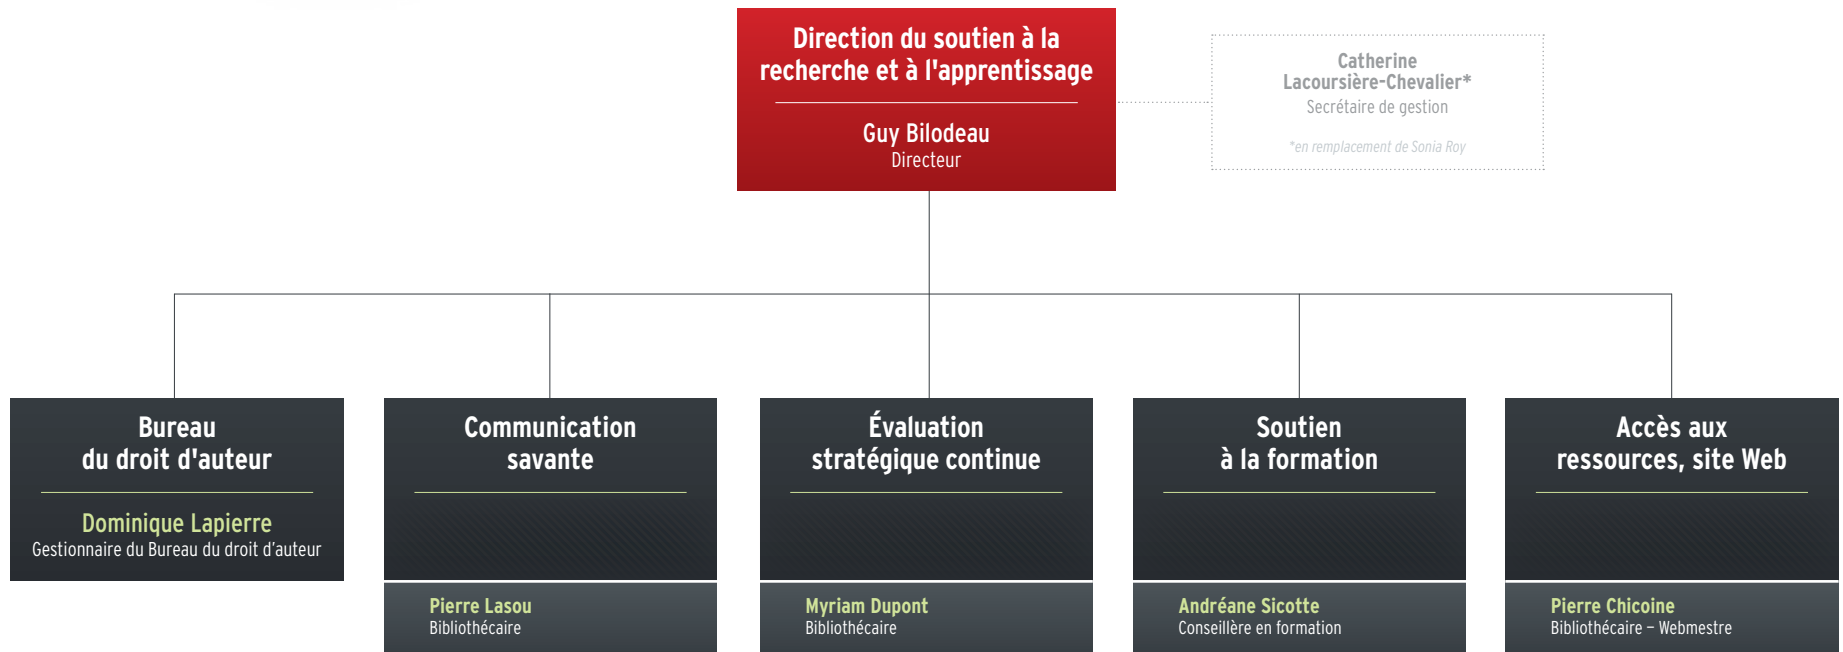 Direction du soutien à la
recherche et à l'apprentissage
Guy Bilodeau
Directeur
Catherine
Lacoursière-Chevalier*
Secrétaire de gestion
*en remplacement de Sonia Roy
Bureau
du droit d'auteur
Dominique Lapierre
Gestionnaire du Bureau du droit d’auteur
Communication
savante
Pierre Lasou
Bibliothécaire
Évaluation
stratégique continue
Myriam Dupont
Bibliothécaire
Soutien
à la formation
Andréane Sicotte
Conseillère en formation
Accès aux
ressources, site Web
Pierre Chicoine
Bibliothécaire – Webmestre